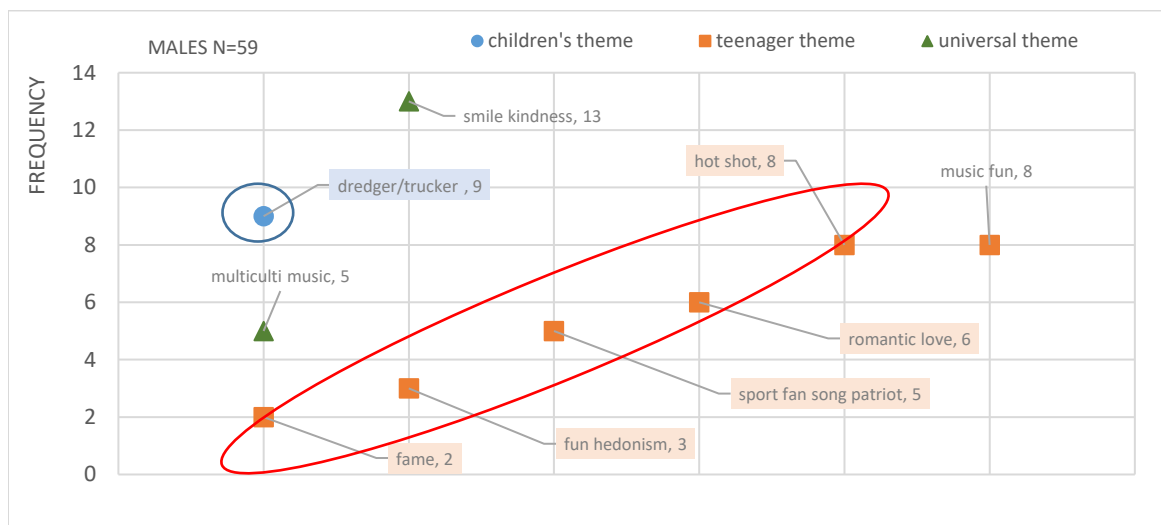 MALES N=59
children's theme
teenager theme
universal theme
FREQUENCY
14
12
10
8
6
4
2
0
smile kindness, 13
hot shot, 8
music fun, 8
dredger/trucker , 9
multiculti music, 5
romantic love, 6
sport fan song patriot, 5
fun hedonism, 3
fame, 2